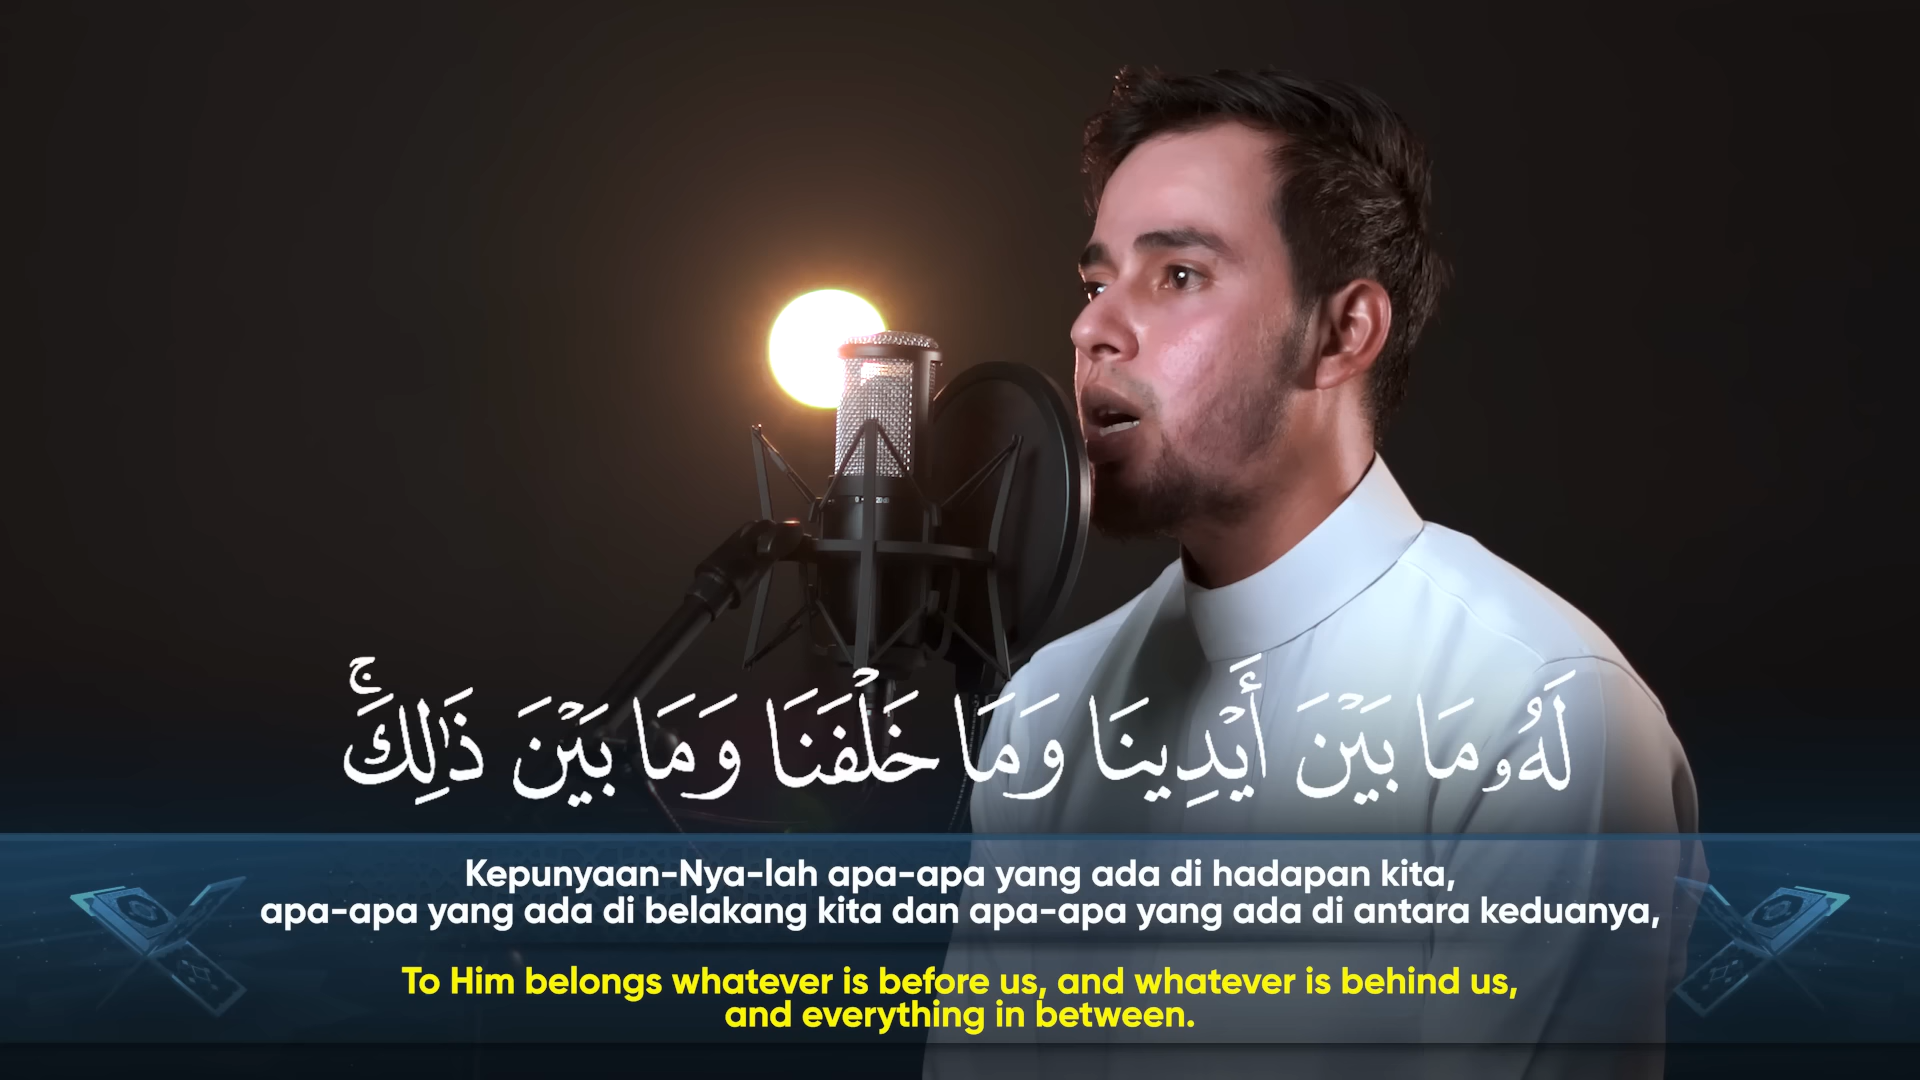 لَهُۥ مَا بَيْنَ أَيْدِينَا وَمَا خَلْفَنَا وَمَا بَيْنَ ذَٰلِكَ ۚ
Kepunyaan-Nya-lah apa-apa yang ada di hadapan kita,
apa-apa yang ada di belakang kita dan apa-apa yang ada di antara keduanya,
To Him belongs whatever is before us, and whatever is behind us,
and everything in between.